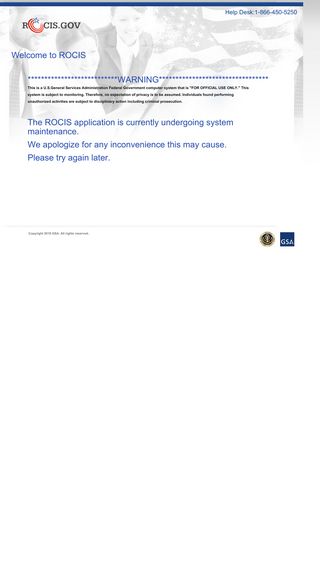 Help Desk:1-866-450-5250
ROCIS.GOV
Welcome to ROCIS
***************************WARNING*********************************
This is a U.S General Services Administration Federal Government computer system that is "FOR OFFICIAL USE ONLY." This
system is subject to monitoring. Therefore, no expectation of privacy is to be assumed. Individuals found performing
unauthorized activities are subject to disciplinary action including criminal prosecution.
The ROCIS application is currently undergoing system
maintenance.
We apologize for any inconvenience this may cause.
Please try again later.
Copyright 2015 GSA. All rights reserved.
GSA